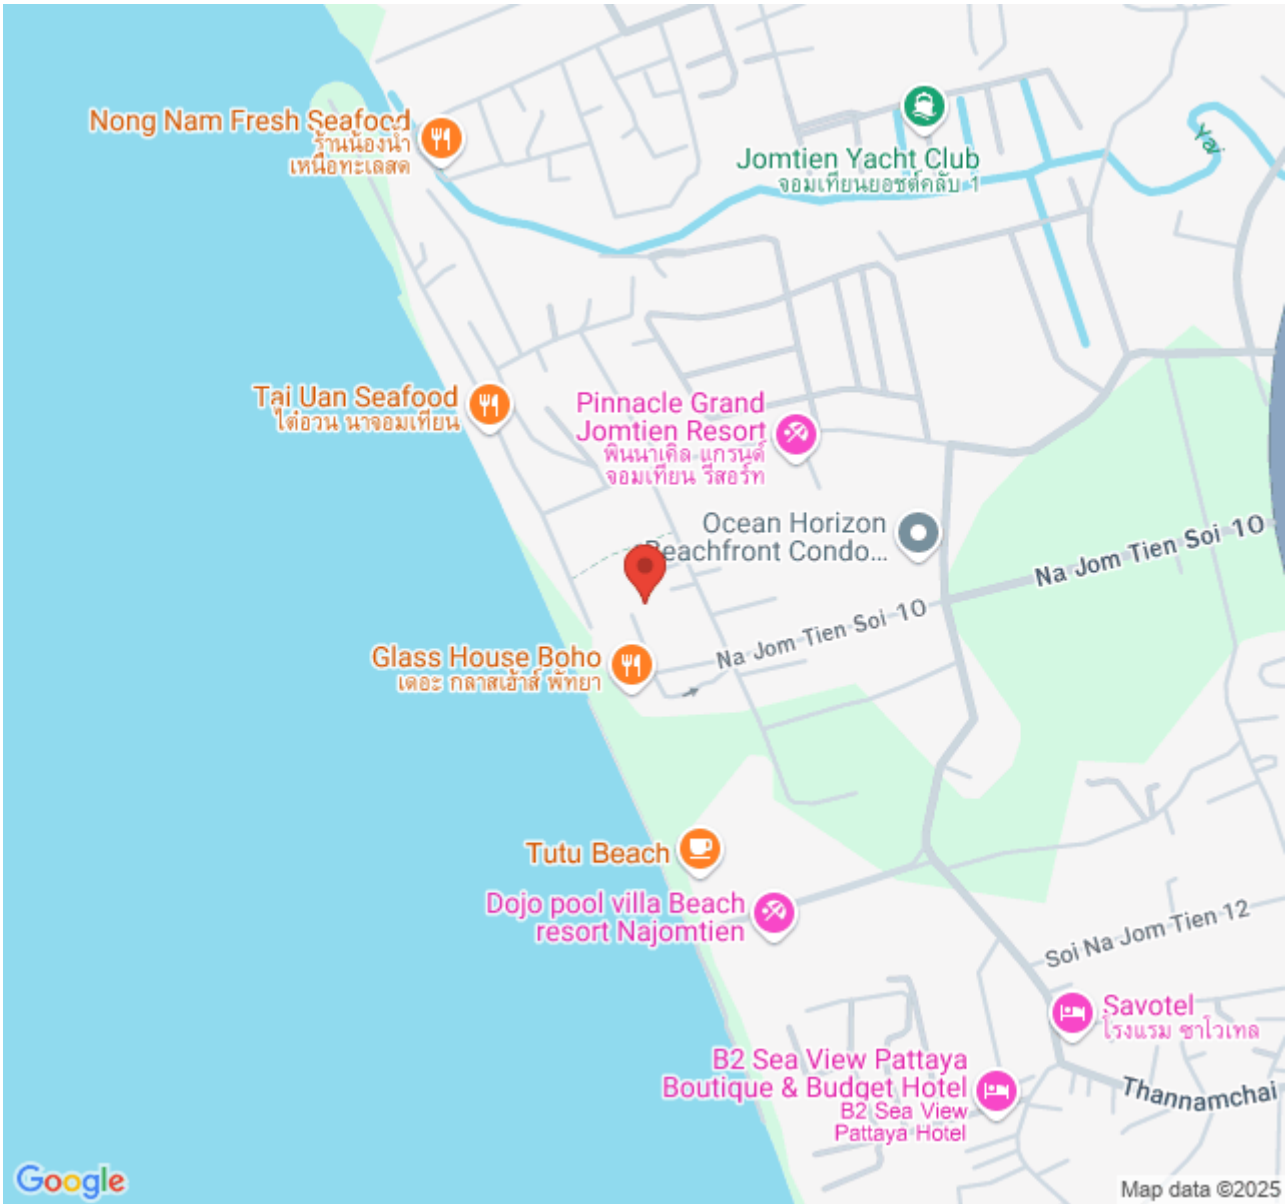 Nong Nam Fresh Seafood
ร้านน้องน้ำ
เหนือทะเลสด
Jomtien Yacht Club
จอมเทียนยอชต์คลับ 1
Yai
Tai Uan Seafood
ไต๋อวน นาจอมเทียน
Pinnacle Grand
Jomtien Resort
พินนาเคิล แกรนด์
จอมเทียน รีสอร์ท
Ocean Horizon
Beachfront Condo...
Na Jom Tien Soi 10
Na Jom Tien Soi 10
Glass House Boho
เดอะ กลาสเฮ้าส์ พัทยา
Tutu Beach
Dojo pool villa Beach
resort Najomtien
Soi Na Jom Tien 12
Savotel
โรงแรม ซาโวเทล
B2 Sea View Pattaya
Boutique & Budget Hotel
B2 Sea View
Pattaya Hotel
Thannamchai
Google
Map data ©2025